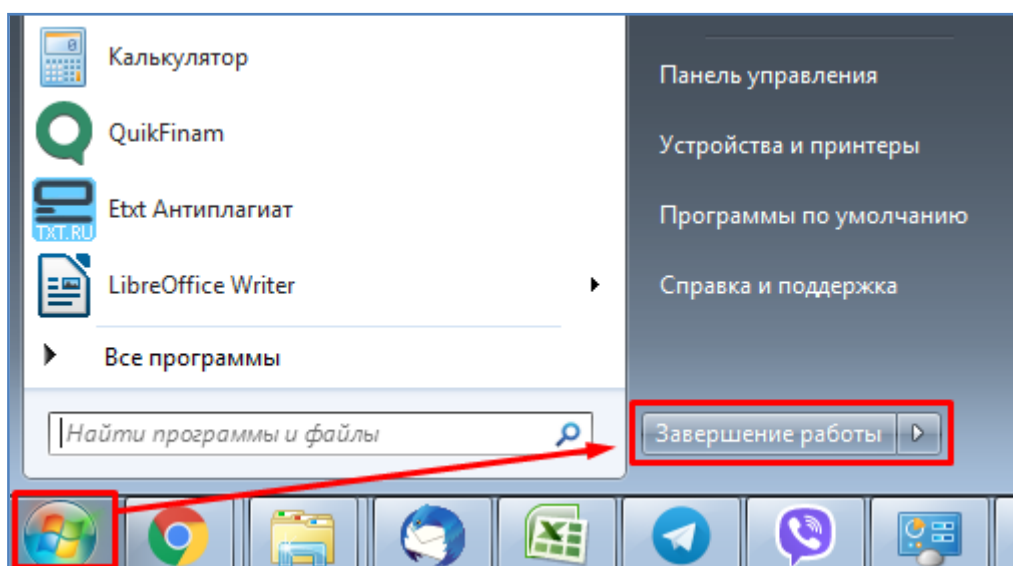 Калькулятор
QuikFinam
Etxt Антиплагиат
TXT.RU
LibreOffice Writer
Все программы
Найти программы и файлы
Панель управления
Устройства и принтеры
Программы по умолчанию
Справка и поддержка
Завершение работы